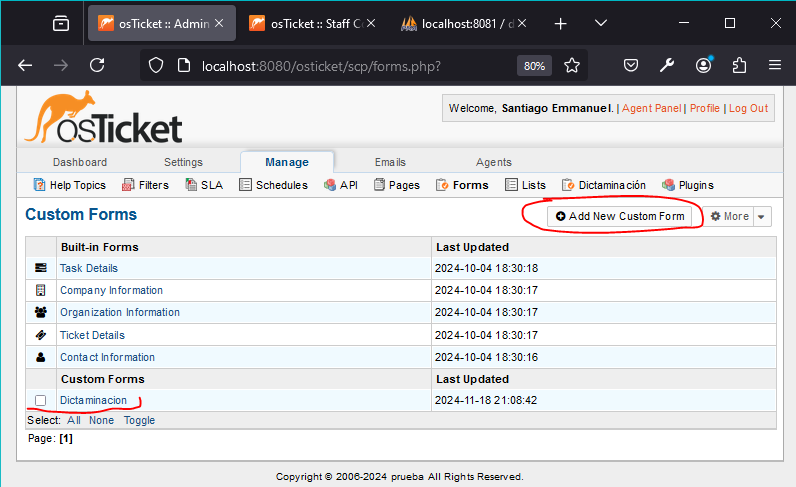 osTicket :: Admin
osTicket :: Staff C
localhost:8081 / d
localhost:8080/osticket/scp/forms.php?
80%
osTicket
Welcome, Santiago Emmanuel. | Agent Panel | Profile | Log Out
Dashboard Settings Manage Emails Agents
Help Topics Filters SLA Schedules API Pages Forms Lists Dictaminación Plugins
Custom Forms
Add New Custom Form
More
Built-in Forms Last Updated
Task Details 2024-10-04 18:30:18
Company Information 2024-10-04 18:30:17
Organization Information 2024-10-04 18:30:17
Ticket Details 2024-10-04 18:30:17
Contact Information 2024-10-04 18:30:16
Custom Forms Last Updated
Dictaminacion 2024-11-18 21:08:42
Select: All None Toggle
Page: [1]
Copyright © 2006-2024 prueba All Rights Reserved.